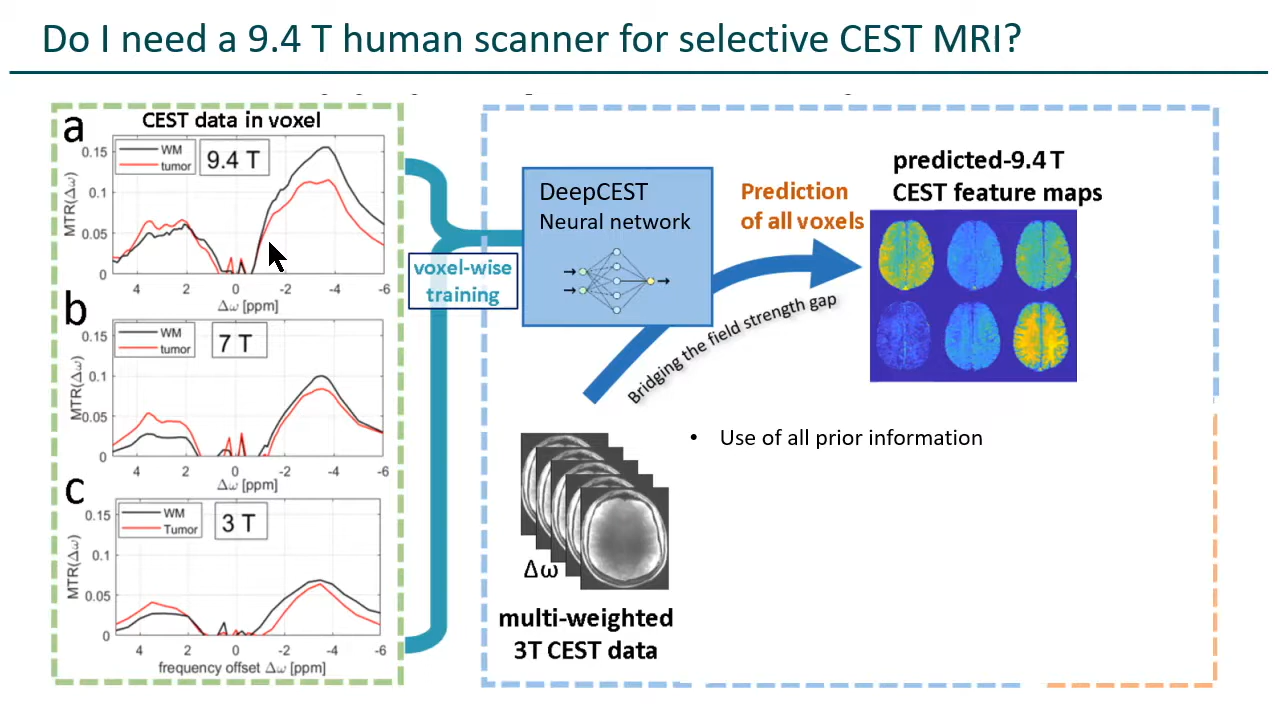 Do I need a 9.4 T human scanner for selective CEST MRI?
a
CEST data in voxel
WM
tumor
9.4 T
0.15
0.1
0.05
0
MTR(Δω)
4 2 0 -2 -4 -6
Δω [ppm]
b
WM
tumor
7 T
0.15
0.1
0.05
0
MTR(Δω)
4 2 0 -2 -4 -6
Δω [ppm]
c
WM
Tumor
3 T
0.15
0.1
0.05
0
MTR(Δω)
4 2 0 -2 -4 -6
frequency offset Δω [ppm]
voxel-wise
training
DeepCEST
Neural network
Prediction
of all voxels
Bridging the field strength gap
predicted-9.4 T
CEST feature maps
• Use of all prior information
Δω
multi-weighted
3T CEST data